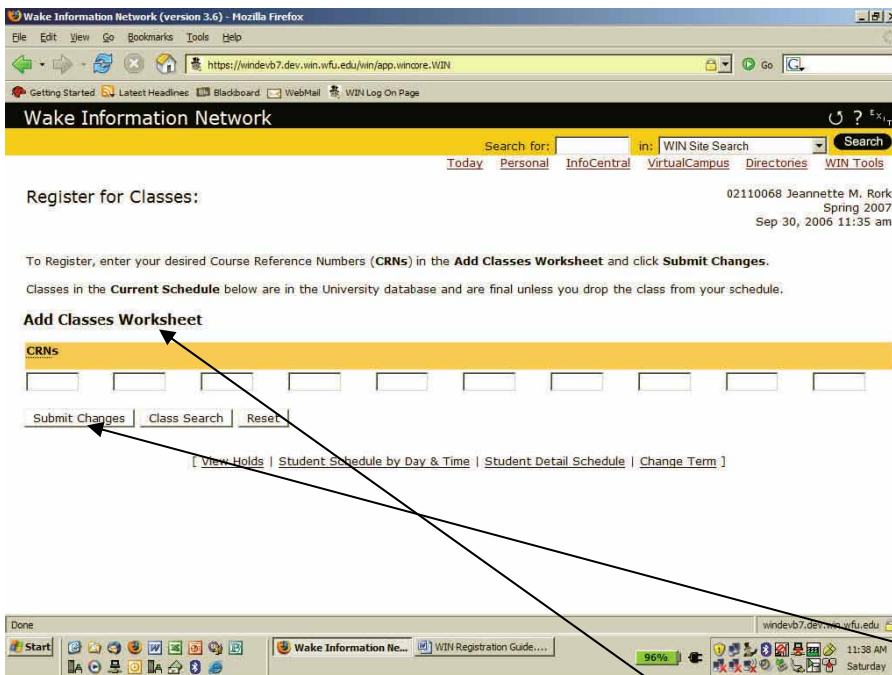 Wake Information Network (version 3.6) - Mozilla Firefox
File Edit View Go Bookmarks Tools Help
https://windevb7.dev.win.wfu.edu/win/app.wincore.WIN Go G
Getting Started Latest Headlines Blackboard WebMail WIN Log On Page
Wake Information Network ? EXIT
Search for: in: WIN Site Search Search
Today Personal InfoCentral VirtualCampus Directories WIN Tools
Register for Classes:
02110068 Jeannette M. Rork
Spring 2007
Sep 30, 2006 11:35 am
To Register, enter your desired Course Reference Numbers (CRNs) in the Add Classes Worksheet and click Submit Changes.
Classes in the Current Schedule below are in the University database and are final unless you drop the class from your schedule.
Add Classes Worksheet
CRNs
Submit Changes Class Search Reset
[ View Holds | Student Schedule by Day & Time | Student Detail Schedule | Change Term ]
Done windevb7.dev.win.wfu.edu
Start Wake Information Ne... WIN Registration Guide.... 96% 11:38 AM
Saturday